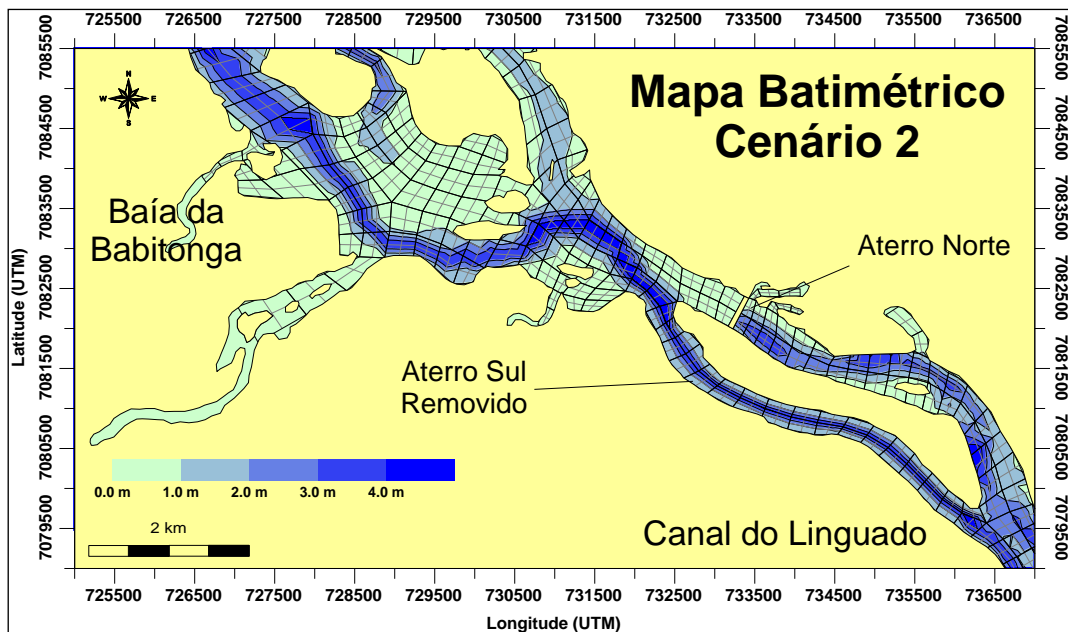 725500 726500 727500 728500 729500 730500 731500 732500 733500 734500 735500 736500
7085500
7084500
7083500
7082500
7081500
7080500
7079500
Latitude (UTM)
N
W E
S
Mapa Batimétrico
Cenário 2
Baía da
Babitonga
Aterro Norte
Aterro Sul
Removido
0.0 m 1.0 m 2.0 m 3.0 m 4.0 m
2 km
Canal do Linguado
7085500
7084500
7083500
7082500
7081500
7080500
7079500
725500 726500 727500 728500 729500 730500 731500 732500 733500 734500 735500 736500
Longitude (UTM)